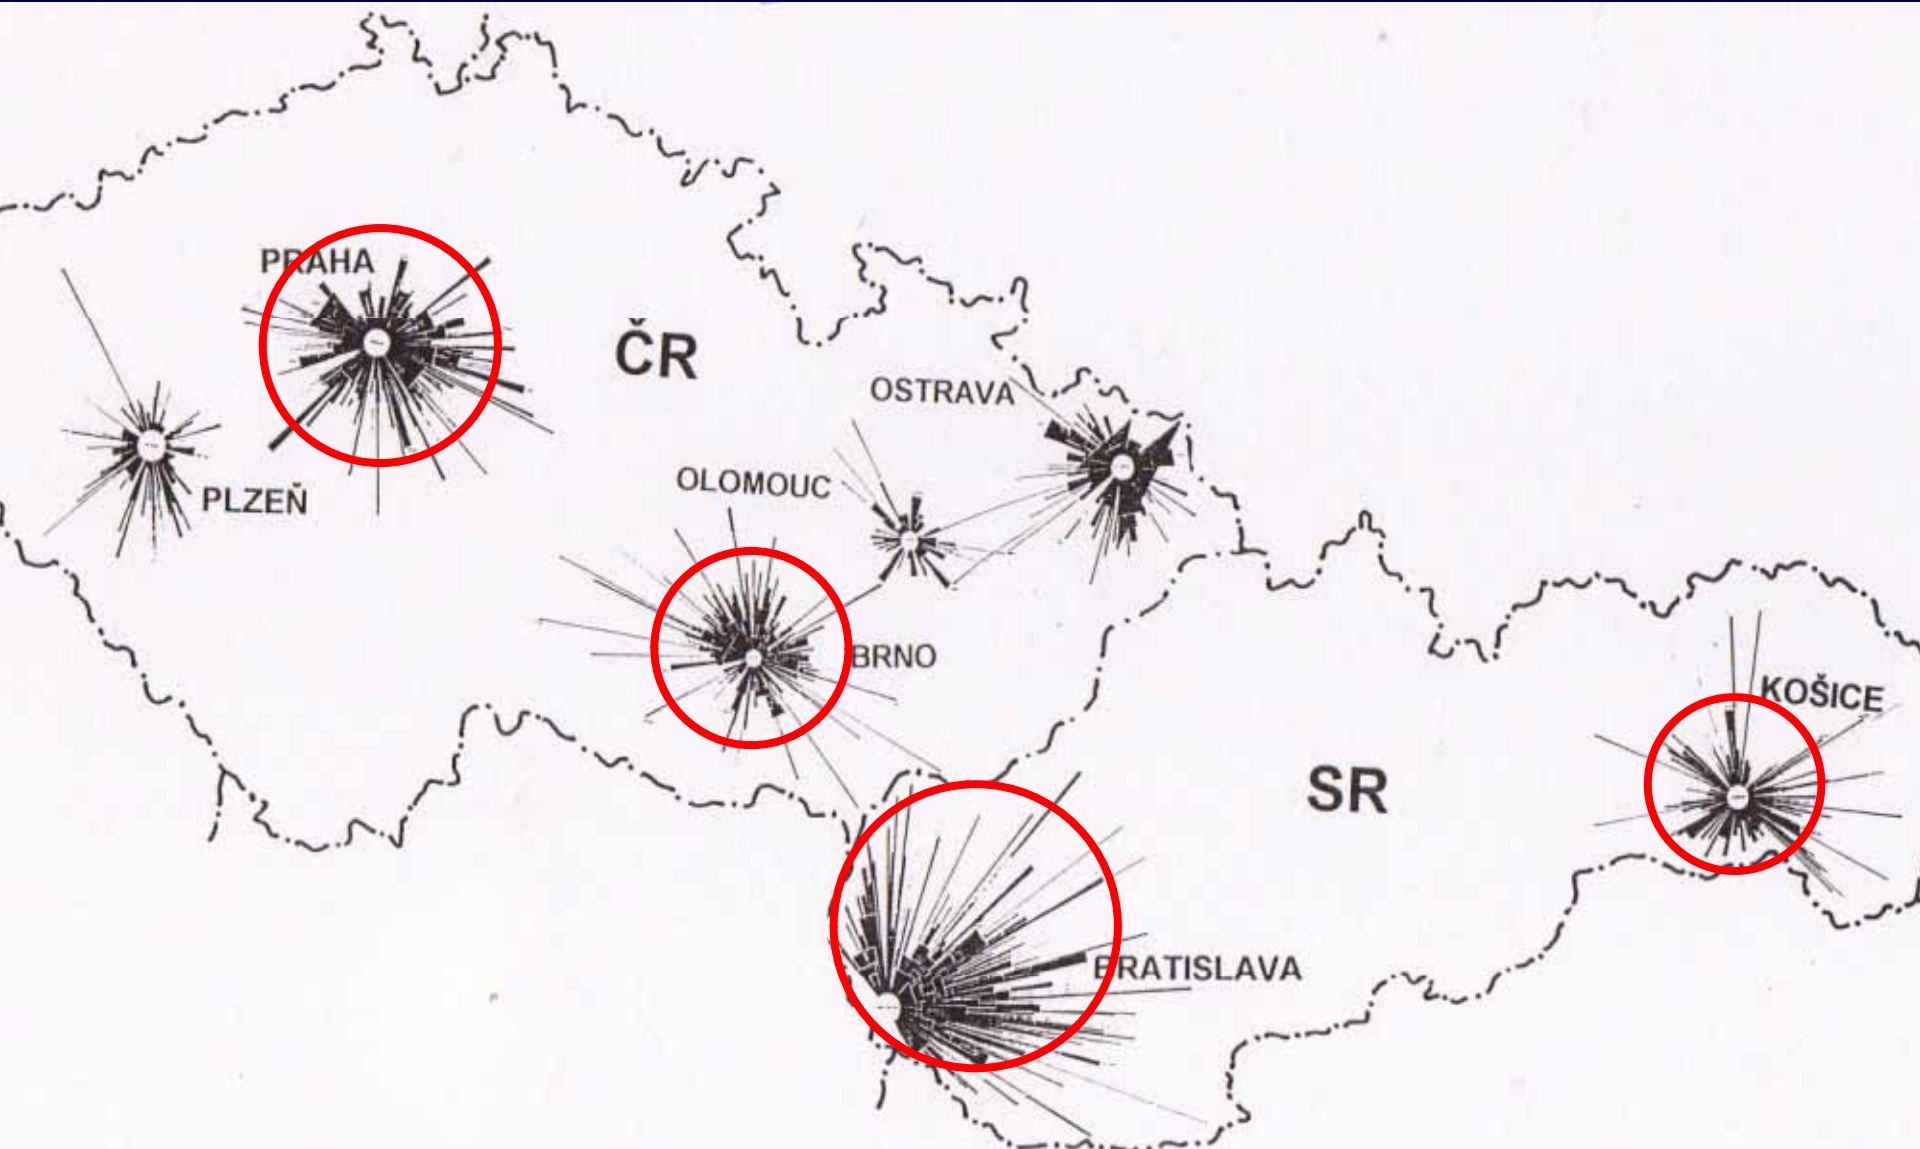 PRAHA
ČR
OSTRAVA
PLZEŇ
OLOMOUC
BRNO
KOŠICE
SR
BRATISLAVA